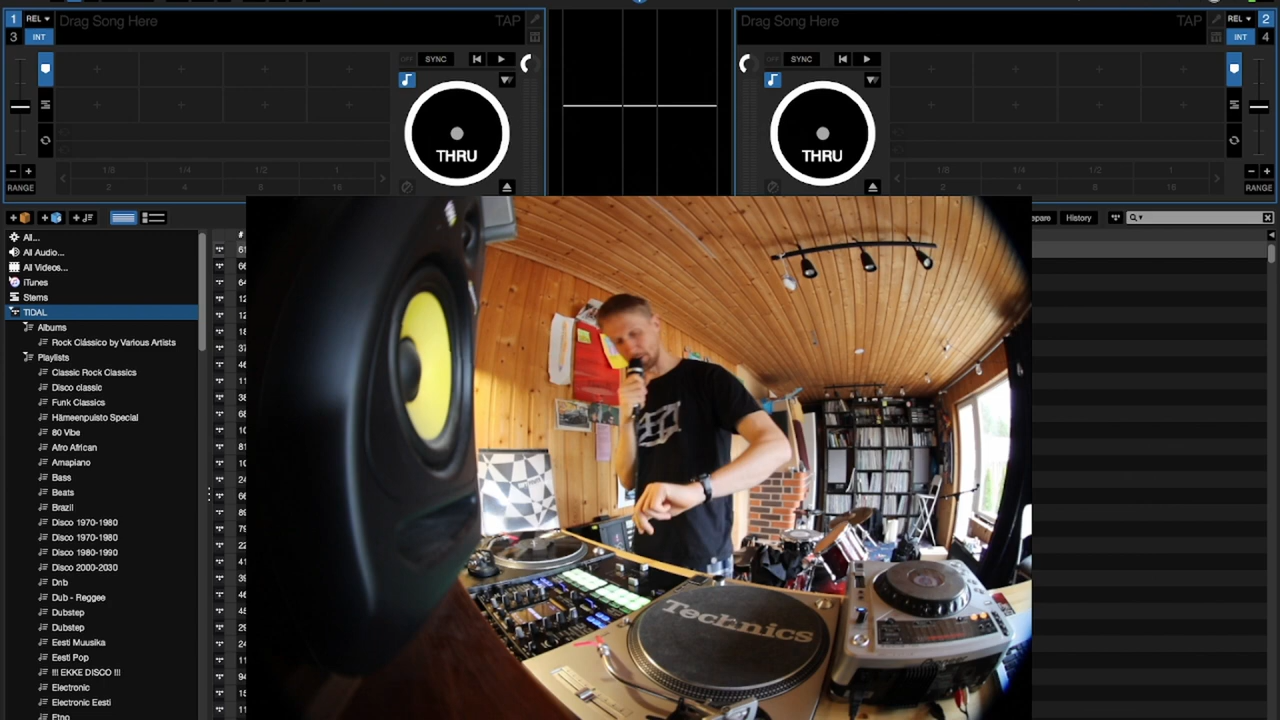 1 REL Drag Song Here TAP
3 INT
OFF SYNC
THRU
1/8 1/4 1/2 1
2 4 8 16
RANGE
Drag Song Here TAP REL 2
INT 4
OFF SYNC
THRU
1/8 1/4 1/2 1
2 4 8 16
RANGE
History
#
All...
All Audio...
All Videos...
iTunes
Stems
TIDAL
Albums
Rock Clássico by Various Artists
Playlists
Classic Rock Classics
Disco classic
Funk Classics
Hämeenpuisto Special
80 Vibe
Afro African
Amapiano
Bass
Beats
Brazil
Disco 1970-1980
Disco 1970-1980
Disco 1980-1990
Disco 2000-2030
Dnb
Dub - Reggee
Dubstep
Dubstep
Eesti Muusika
Eesti Pop
!!! EKKE DISCO !!!
Electronic
Electronic Eesti
Etno
Technics